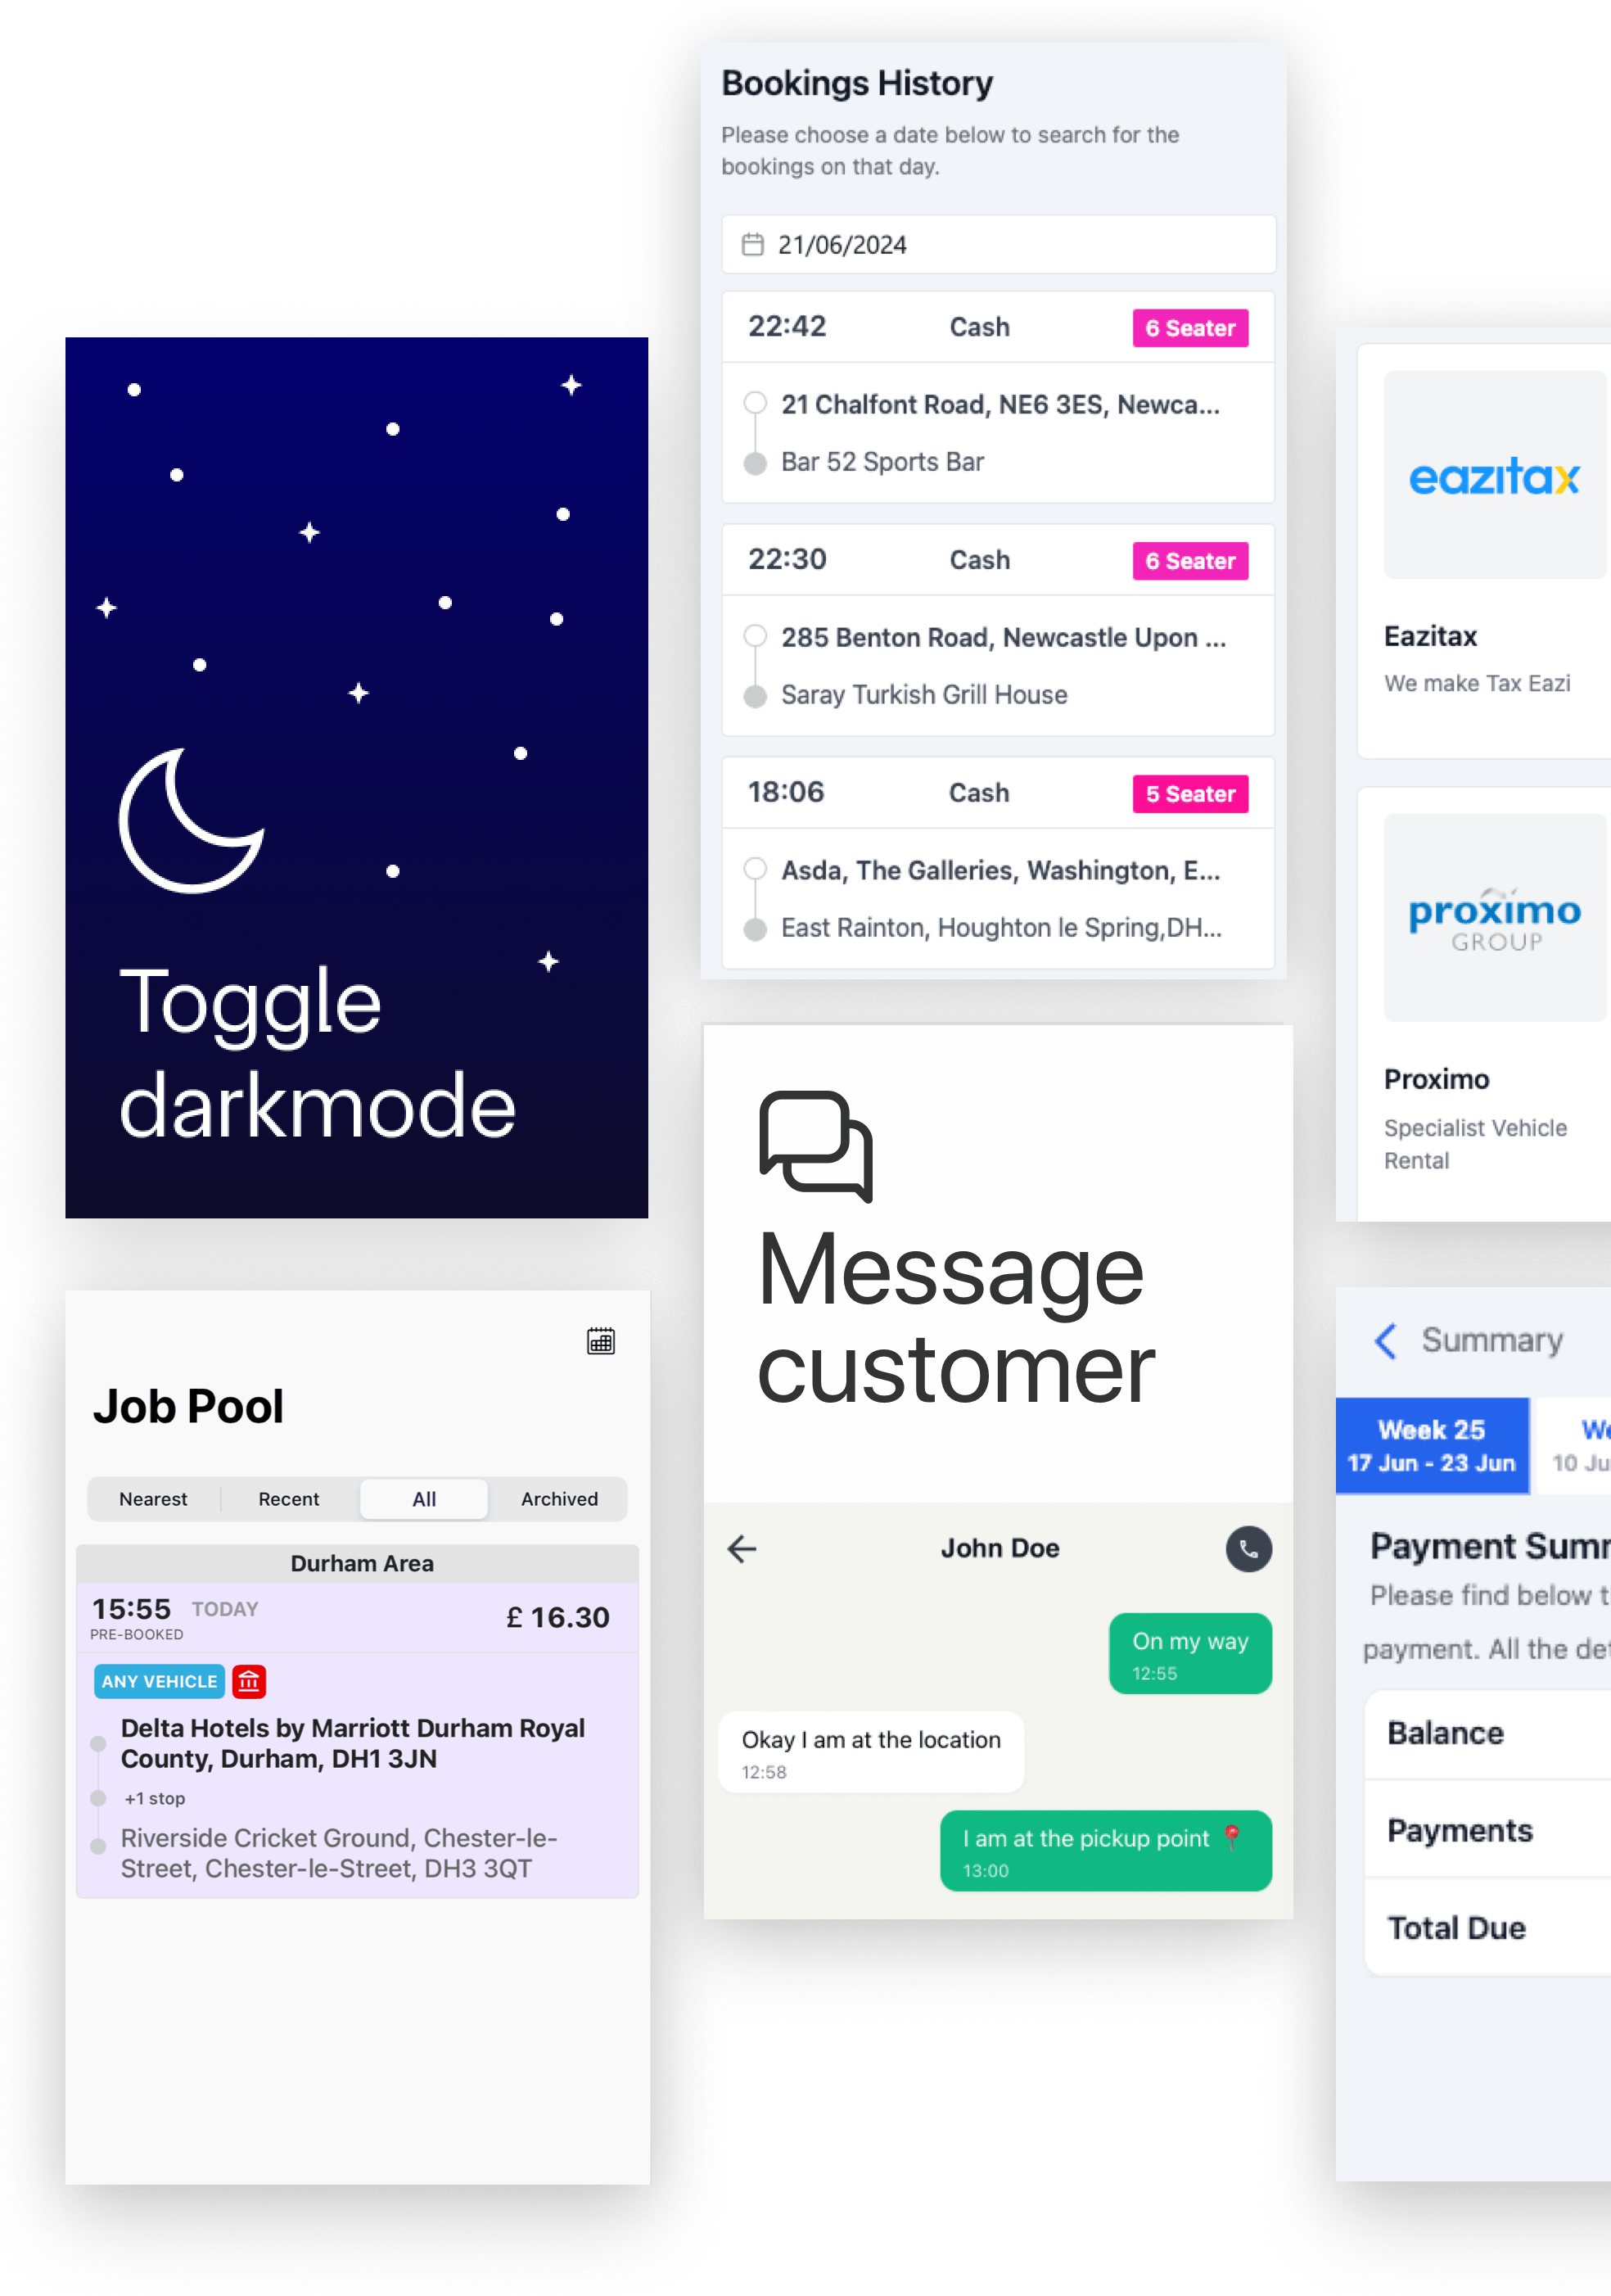 Bookings History
Please choose a date below to search for the
bookings on that day.
21/06/2024
22:42 Cash 6 Seater
21 Chalfont Road, NE6 3ES, Newca...
Bar 52 Sports Bar
22:30 Cash 6 Seater
285 Benton Road, Newcastle Upon ...
Saray Turkish Grill House
18:06 Cash 5 Seater
Asda, The Galleries, Washington, E...
East Rainton, Houghton le Spring,DH...
Toggle
darkmode
eazitax
Eazitax
We make Tax Eazi
proximo
GROUP
Proximo
Specialist Vehicle
Rental
Message
customer
John Doe
On my way
12:55
Okay I am at the location
12:58
I am at the pickup point
13:00
Job Pool
Nearest Recent All Archived
Durham Area
15:55 TODAY £ 16.30
PRE-BOOKED
ANY VEHICLE
Delta Hotels by Marriott Durham Royal
County, Durham, DH1 3JN
+1 stop
Riverside Cricket Ground, Chester-le-
Street, Chester-le-Street, DH3 3QT
Summary
Week 25
17 Jun - 23 Jun 10
Payment
Please find below
payment. All the
Balance
Payments
Total Due